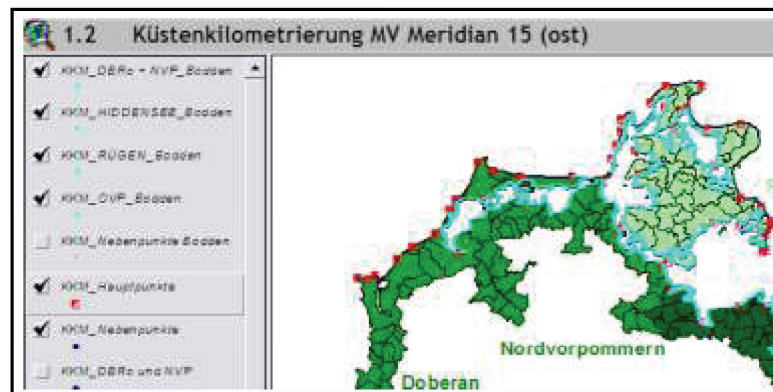 1.2 Küstenkilometrierung MV Meridian 15 (ost)
KKM_DBRo + NVP_Bodden
KKM_HIDDENSEE_Bodden
KKM_RÜGEN_Bodden
KKM_OVP_Bodden
KKM_Nebenpunkte Bodden
KKM_Hauptpunkte
KKM_Nebenpunkte
KKM_DBRo und NVP
Nordvorpommern
Doberan